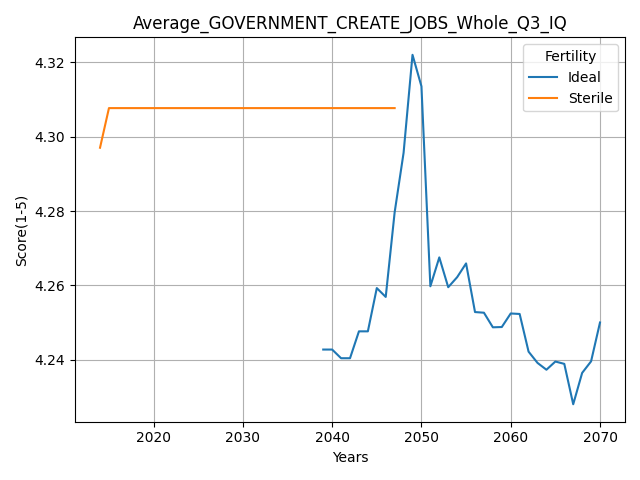 Average_GOVERNMENT_CREATE_JOBS_Whole_Q3_IQ
Fertility
Ideal
Sterile
Score(1-5)
4.32
4.30
4.28
4.26
4.24
2020 2030 2040 2050 2060 2070
Years